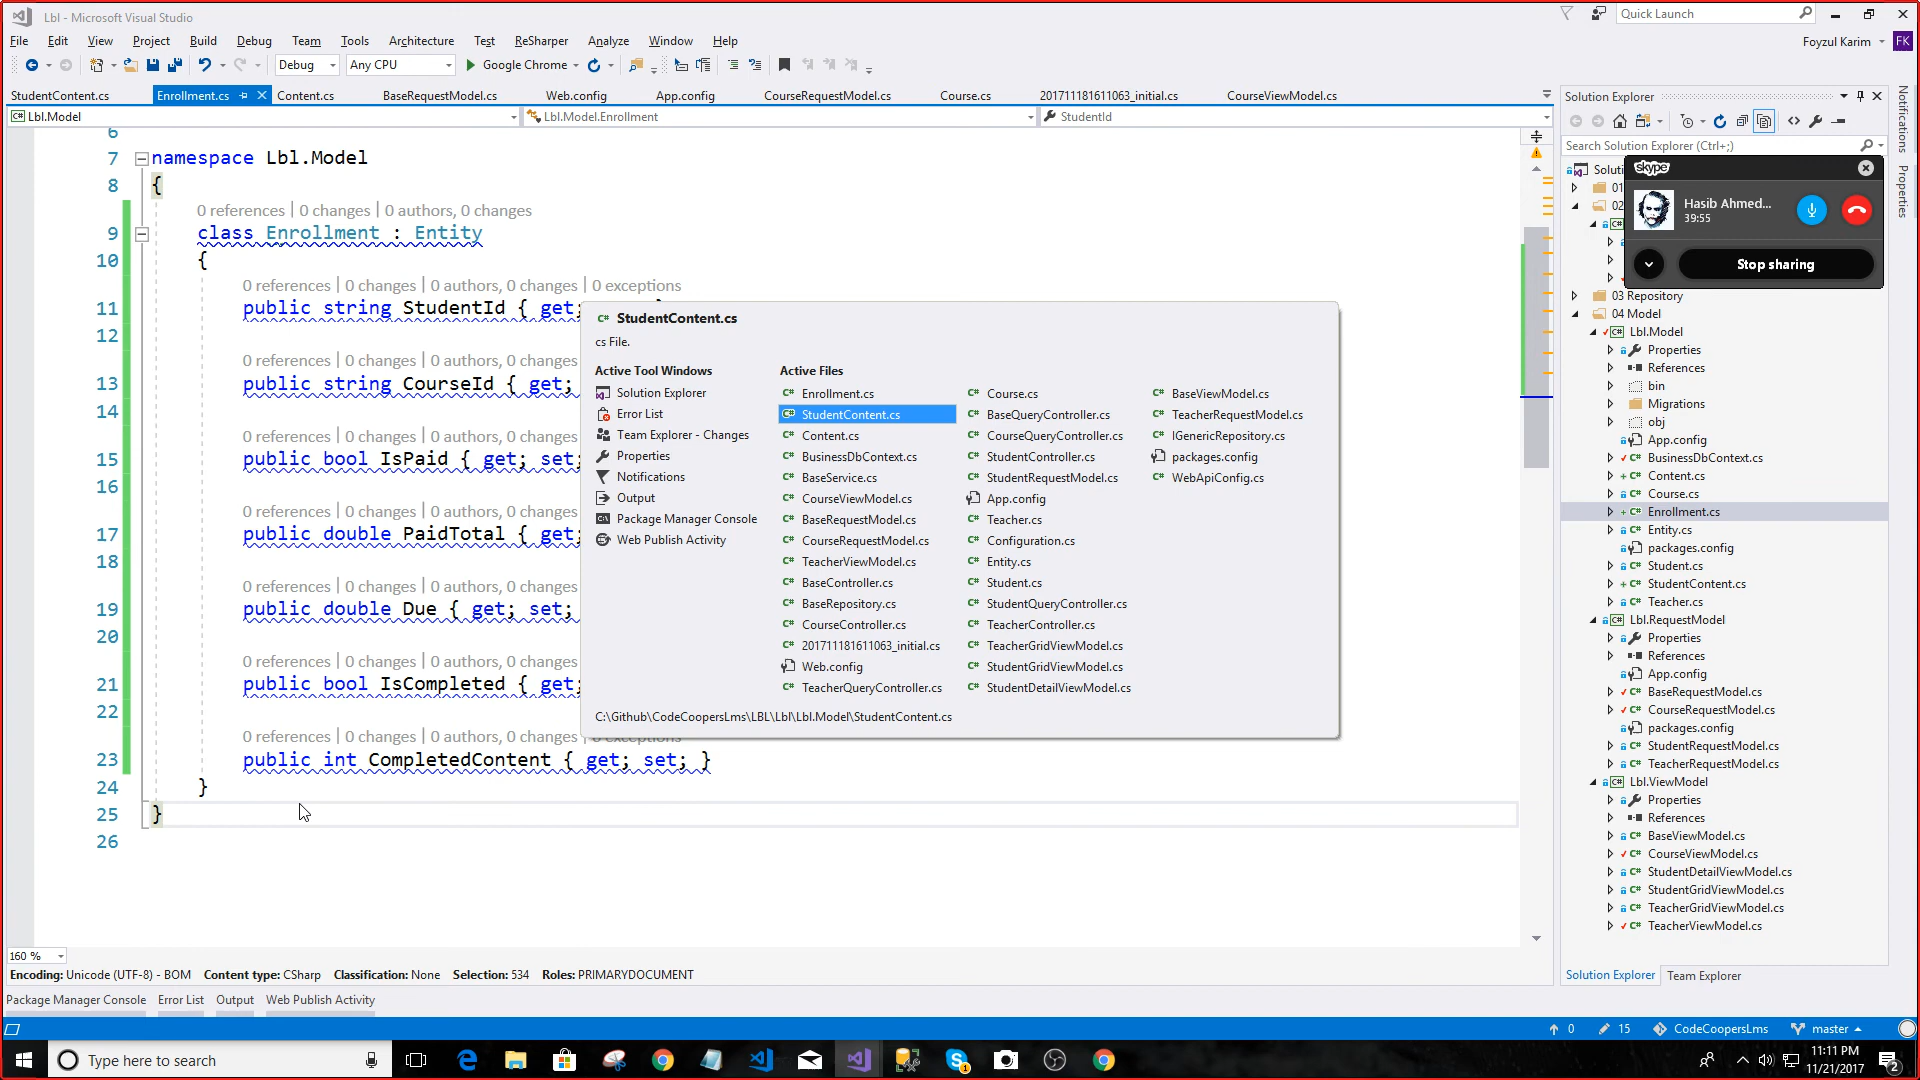 Lbl - Microsoft Visual Studio
Quick Launch
File Edit View Project Build Debug Team Tools Architecture Test ReSharper Analyze Window Help
Foyzul Karim
FK
Debug
Any CPU
Google Chrome
StudentContent.cs Enrollment.cs Content.cs BaseRequestModel.cs Web.config App.config CourseRequestModel.cs Course.cs 201711181611063_initial.cs CourseViewModel.cs
Lbl.Model
Lbl.Model.Enrollment
StudentId
6
7 namespace Lbl.Model
8 {
0 references | 0 changes | 0 authors, 0 changes
9 class Enrollment : Entity
10 {
0 references | 0 changes | 0 authors, 0 changes | 0 exceptions
11 public string StudentId { get;
12
0 references | 0 changes | 0 authors, 0 changes
13 public string CourseId { get;
14
0 references | 0 changes | 0 authors, 0 changes
15 public bool IsPaid { get; set;
16
0 references | 0 changes | 0 authors, 0 changes
17 public double PaidTotal { get;
18
0 references | 0 changes | 0 authors, 0 changes
19 public double Due { get; set;
20
0 references | 0 changes | 0 authors, 0 changes
21 public bool IsCompleted { get;
22
0 references | 0 changes | 0 authors, 0 changes | 0 exceptions
23 public int CompletedContent { get; set; }
24 }
25 }
26
StudentContent.cs
cs File.
Active Tool Windows
Solution Explorer
Error List
Team Explorer - Changes
Properties
Notifications
Output
Package Manager Console
Web Publish Activity
Active Files
Enrollment.cs
StudentContent.cs
Content.cs
BusinessDbContext.cs
BaseService.cs
CourseViewModel.cs
BaseRequestModel.cs
CourseRequestModel.cs
TeacherViewModel.cs
BaseController.cs
BaseRepository.cs
CourseController.cs
201711181611063_initial.cs
Web.config
TeacherQueryController.cs
Course.cs
BaseQueryController.cs
CourseQueryController.cs
StudentController.cs
StudentRequestModel.cs
App.config
Teacher.cs
Configuration.cs
Entity.cs
Student.cs
StudentQueryController.cs
TeacherController.cs
TeacherGridViewModel.cs
StudentGridViewModel.cs
StudentDetailViewModel.cs
BaseViewModel.cs
TeacherRequestModel.cs
IGenericRepository.cs
packages.config
WebApiConfig.cs
C:\Github\CodeCoopersLms\LBL\Lbl\Lbl.Model\StudentContent.cs
Solution Explorer
Search Solution Explorer (Ctrl+;)
Soluti
01
02
skype
Hasib Ahmed...
39:55
Stop sharing
03 Repository
04 Model
Lbl.Model
Properties
References
bin
Migrations
obj
App.config
BusinessDbContext.cs
Content.cs
Course.cs
Enrollment.cs
Entity.cs
packages.config
Student.cs
StudentContent.cs
Teacher.cs
Lbl.RequestModel
Properties
References
App.config
BaseRequestModel.cs
CourseRequestModel.cs
packages.config
StudentRequestModel.cs
TeacherRequestModel.cs
Lbl.ViewModel
Properties
References
BaseViewModel.cs
CourseViewModel.cs
StudentDetailViewModel.cs
StudentGridViewModel.cs
TeacherGridViewModel.cs
TeacherViewModel.cs
Solution Explorer Team Explorer
Notifications
Properties
160 %
Encoding: Unicode (UTF-8) - BOM Content type: CSharp Classification: None Selection: 534 Roles: PRIMARYDOCUMENT
Package Manager Console Error List Output Web Publish Activity
0 15 CodeCoopersLms master
Type here to search
11:11 PM
11/21/2017
2